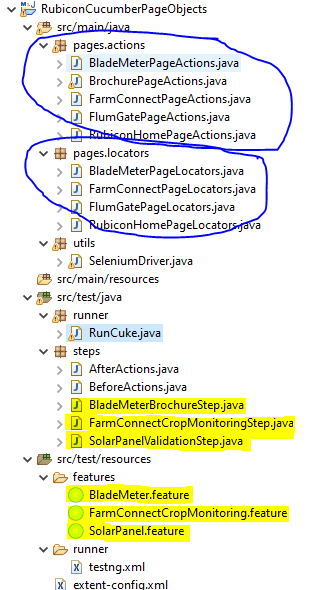 RubiconCucumberPageObjects
src/main/java
pages.actions
BladeMeterPageActions.java
BrochurePageActions.java
FarmConnectPageActions.java
FlumGatePageActions.java
RubisonHomePageActions.java
pages.locators
BladeMeterPageLocators.java
FarmConnectPageLocators.java
FlumGatePageLocators.java
RubiconHomePageLocators.java
utils
SeleniumDriver.java
src/main/resources
src/test/java
runner
RunCuke.java
steps
AfterActions.java
BeforeActions.java
BladeMeterBrochureStep.java
FarmConnectCropMonitoringStep.java
SolarPanelValidationStep.java
src/test/resources
features
BladeMeter.feature
FarmConnectCropMonitoring.feature
SolarPanel.feature
runner
testng.xml
extent-config.xml